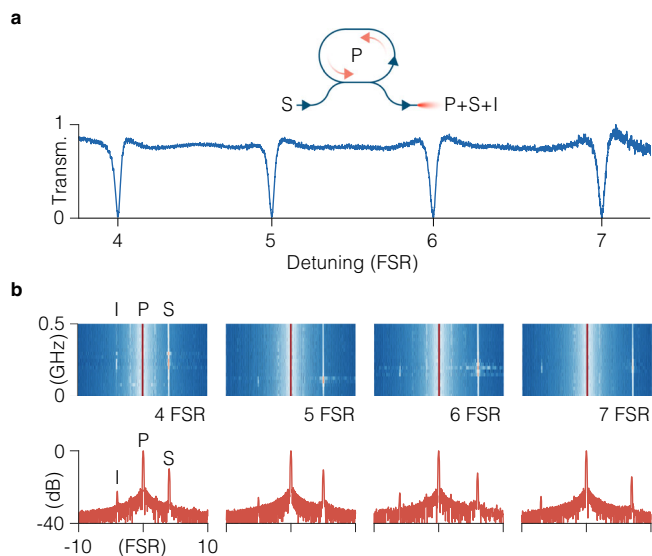 a
P
S
P+S+I
1
Transm.
0
4 5 6 7
Detuning (FSR)
b
I P S
0.5
(GHz)
0
4 FSR 5 FSR 6 FSR 7 FSR
0
P
I S
(dB)
-40
-10 (FSR) 10